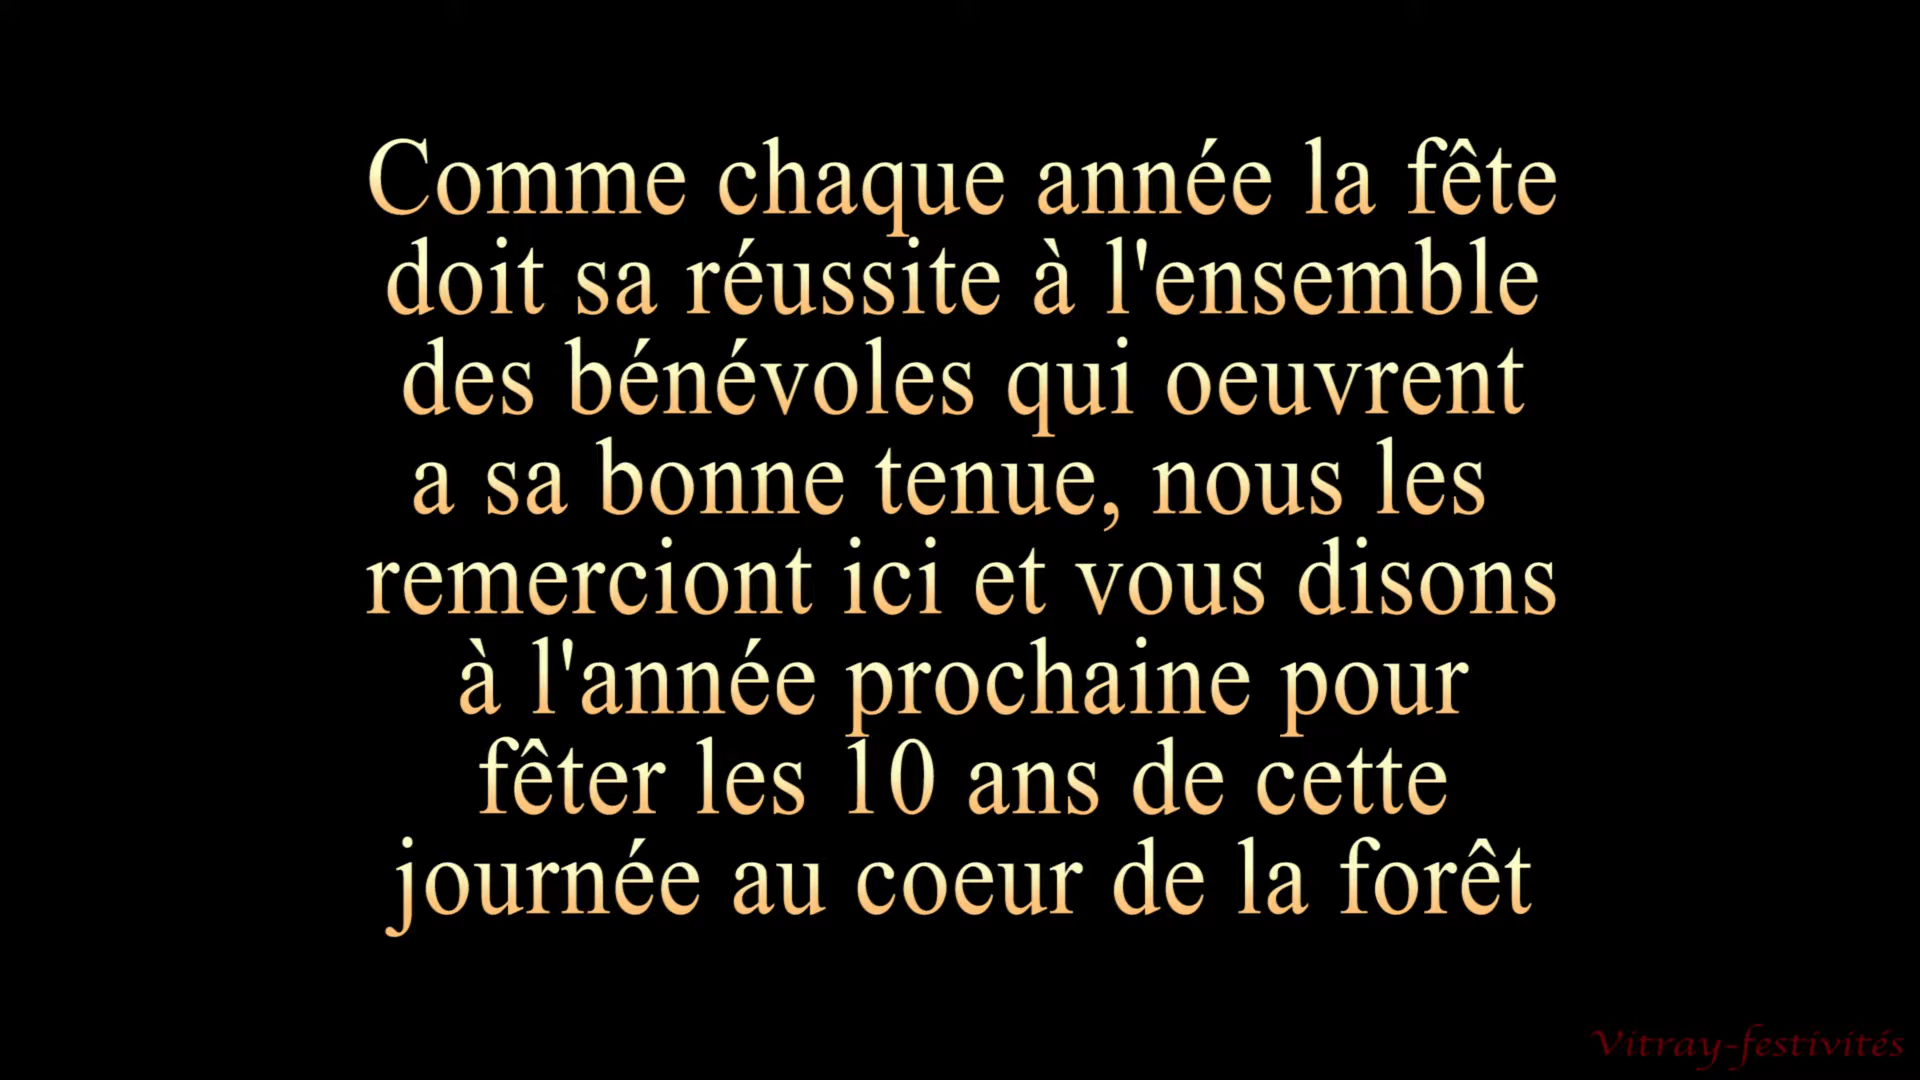 Comme chaque année la fête
doit sa réussite à l'ensemble
des bénévoles qui oeuvrent
a sa bonne tenue, nous les
remerciont ici et vous disons
à l'année prochaine pour
fêter les 10 ans de cette
journée au coeur de la forêt
Vitray-festivités